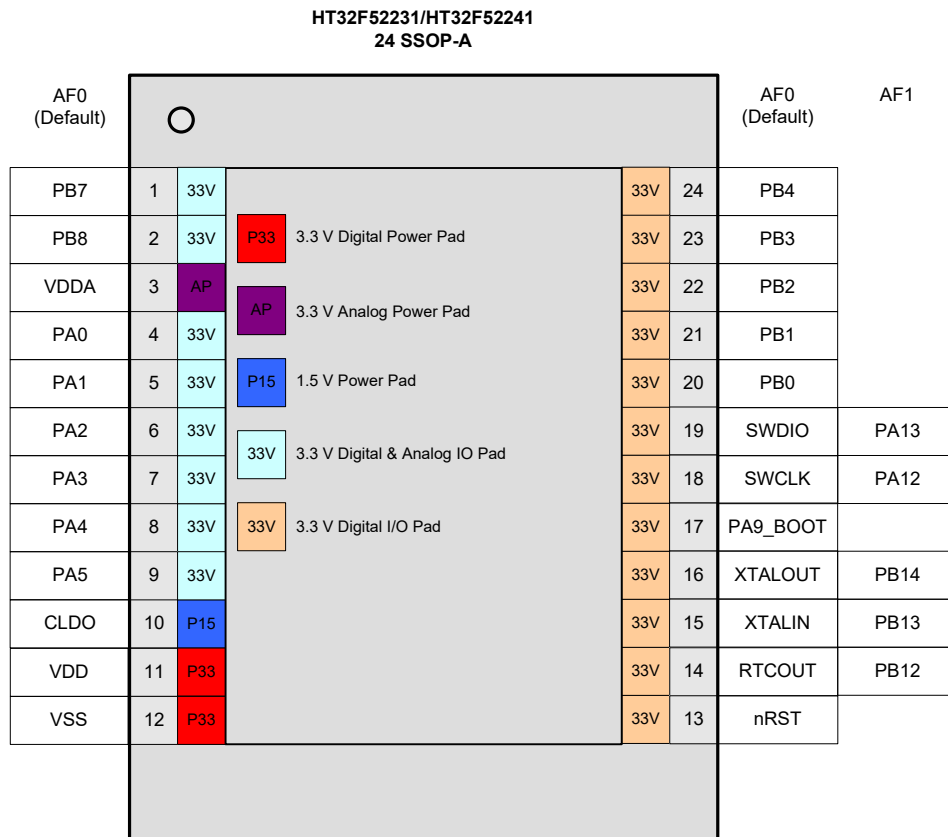 HT32F52231/HT32F52241
24 SSOP-A
AF0
(Default)
AF0
(Default)
AF1
PB7 1 33V 33V 24 PB4
PB8 2 33V P33 3.3 V Digital Power Pad 33V 23 PB3
VDDA 3 AP AP 3.3 V Analog Power Pad 33V 22 PB2
PA0 4 33V 33V 21 PB1
PA1 5 33V P15 1.5 V Power Pad 33V 20 PB0
PA2 6 33V 33V 3.3 V Digital & Analog IO Pad 33V 19 SWDIO PA13
PA3 7 33V 33V 18 SWCLK PA12
PA4 8 33V 33V 3.3 V Digital I/O Pad 33V 17 PA9_BOOT
PA5 9 33V 33V 16 XTALOUT PB14
CLDO 10 P15 33V 15 XTALIN PB13
VDD 11 P33 33V 14 RTCOUT PB12
VSS 12 P33 33V 13 nRST